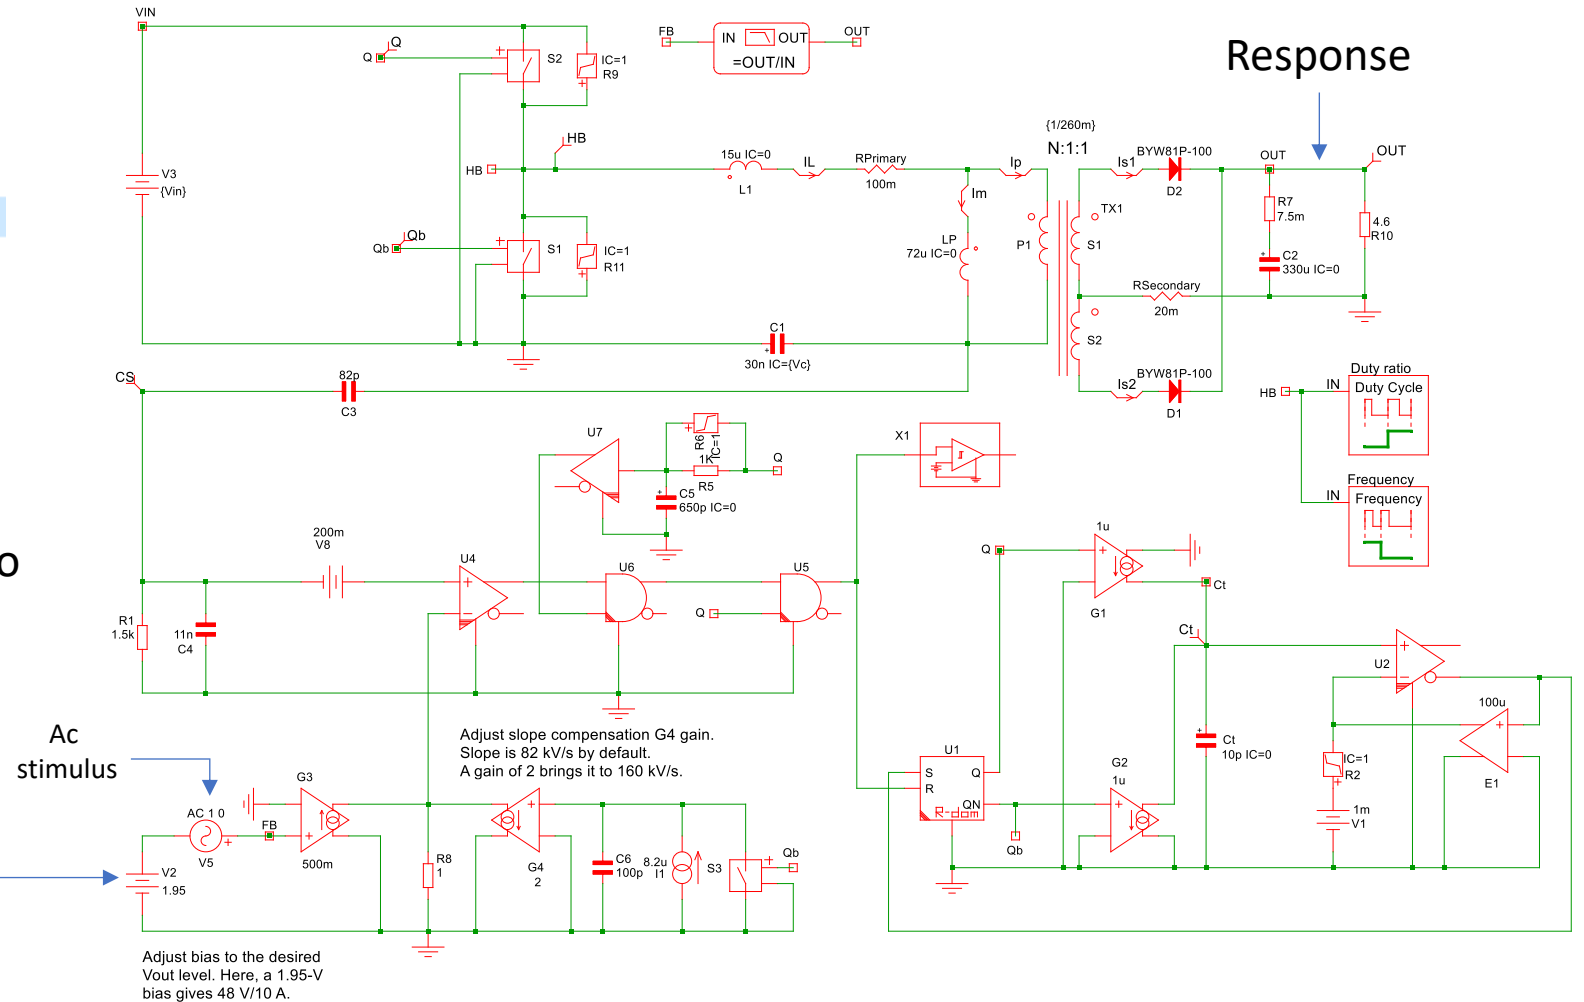 VIN
Q
Q
S2
IC=1
R9
FB
IN
OUT
=OUT/IN
OUT
Response
V3
{Vin}
HB
HB
15u IC=0
L1
IL
RPrimary
100m
Ip
Im
{1/260m}
N:1:1
Is1
BYW81P-100
D2
OUT
OUT
R7
7.5m
4.6
R10
TX1
P1
S1
LP
72u IC=0
C2
330u IC=0
Qb
Qb
S1
IC=1
R11
RSecondary
20m
S2
C1
30n IC={Vc}
Is2
BYW81P-100
D1
CS
82p
C3
HB
Duty ratio
IN
Duty Cycle
Frequency
IN
Frequency
U7
R6
IC=1
1K
R5
Q
C5
650p IC=0
X1
o
200m
V8
U4
U6
U5
Q
R1
1.5k
11n
C4
Q
1u
G1
Ct
Ct
U2
100u
E1
Ct
10p IC=0
IC=1
R2
1m
V1
U1
S
Q
R
QN
R-dom
Qb
G2
1u
Ac
stimulus
Adjust slope compensation G4 gain.
Slope is 82 kV/s by default.
A gain of 2 brings it to 160 kV/s.
AC 1 0
V5
FB
G3
500m
V2
1.95
R8
1
G4
2
C6
100p
8.2u
I1
S3
Qb
Adjust bias to the desired
Vout level. Here, a 1.95-V
bias gives 48 V/10 A.